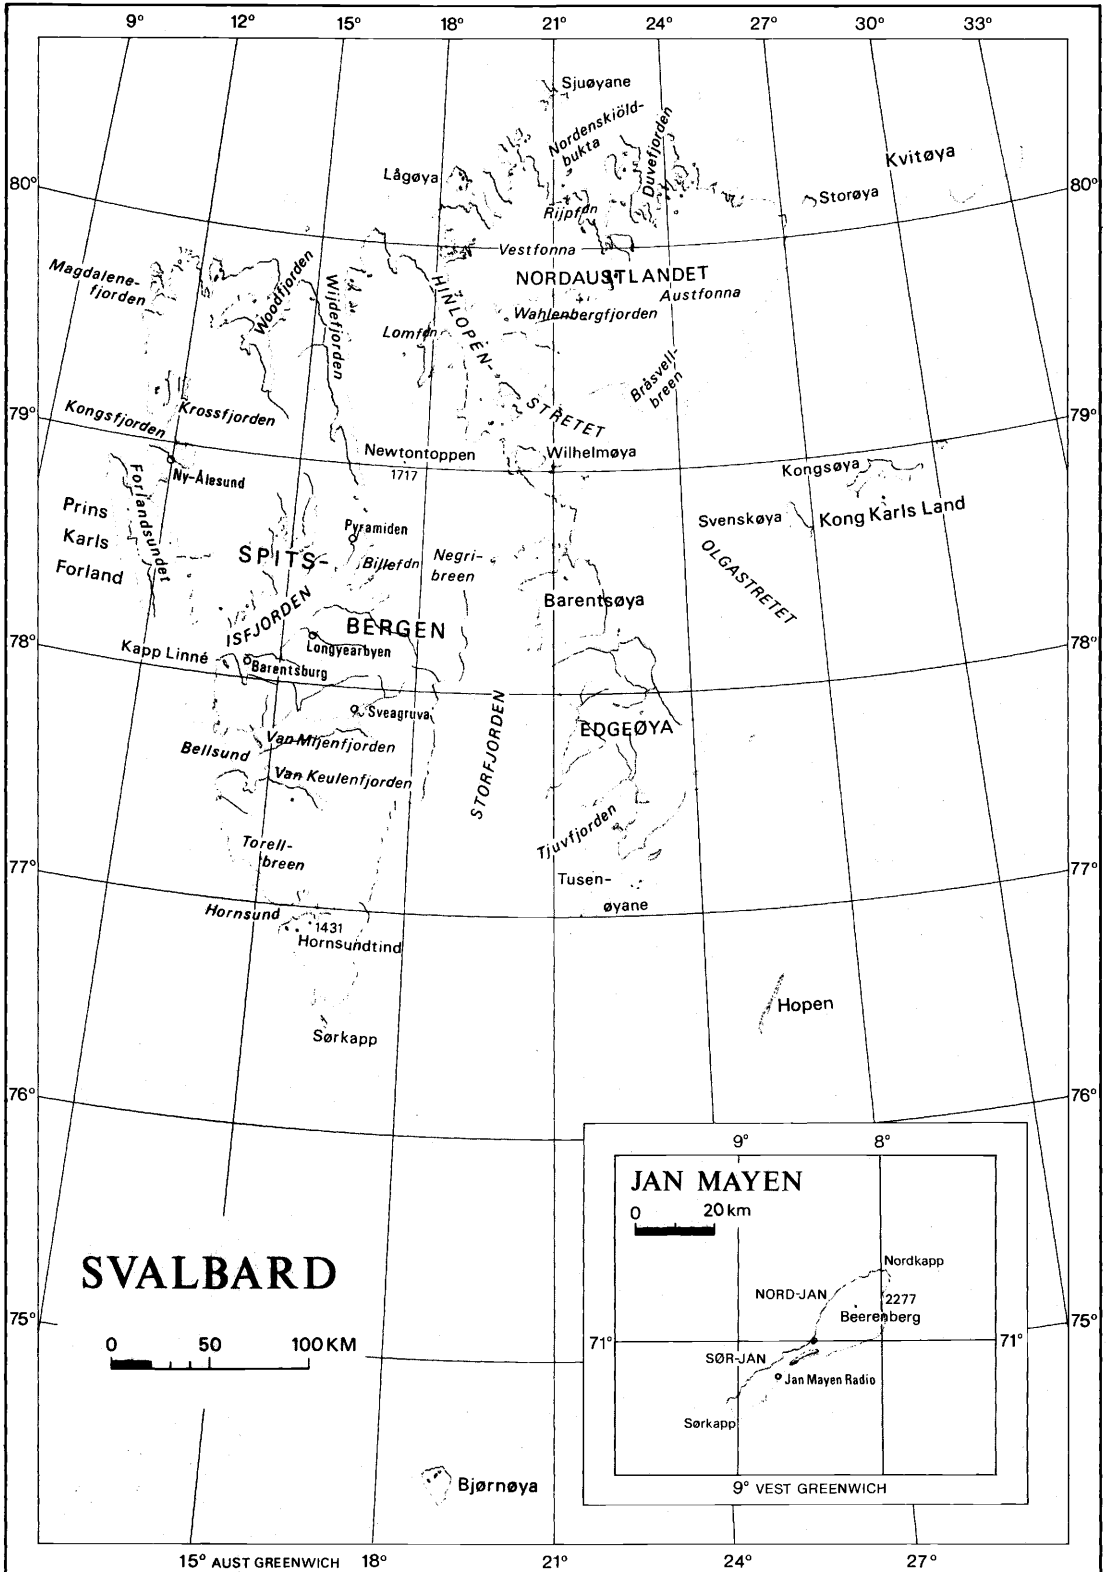 9° 12° 15° 18° 21° 24° 27° 30° 33°
Sjuøyane
Nordenskiöld-
bukta
Duvefjorden
Kvitøya
Lågøya
80°
80°
Storøya
Rijpfdn
Vestfonna
Magdalene-
fjorden
Woodfjorden
Wijdefjorden
HINLOPEN-
STRETET
NORDAUSTLANDET
Austfonna
Wahlenbergfjorden
Lomfdn
Bråsvell-
breen
79°
79°
Kongsfjorden
Krossfjorden
Newtontoppen
1717
Wilhelmøya
Kongsøya
Ny-Ålesund
Forlandsundet
Prins
Karls
Forland
Svenskøya
Kong Karls Land
OLGASTRETET
Pyramiden
SPITS-
BERGEN
Billefdn
Negri-
breen
Barentsøya
ISFJORDEN
78°
78°
Kapp Linné
Longyearbyen
Barentsburg
Sveagruva
STORFJORDEN
EDGEØYA
Bellsund
Van Mijenfjorden
Van Keulenfjorden
Tjuvfjorden
Torell-
breen
77°
77°
Tusen-
øyane
Hornsund
1431
Hornsundtind
Hopen
Sørkapp
76°
76°
SVALBARD
0 50 100 KM
75°
75°
Bjørnøya
15° AUST GREENWICH 18° 21° 24° 27°
9° 8°
JAN MAYEN
0 20 km
Nordkapp
NORD-JAN
2277
Beerenberg
71°
71°
SØR-JAN
Jan Mayen Radio
Sørkapp
9° VEST GREENWICH